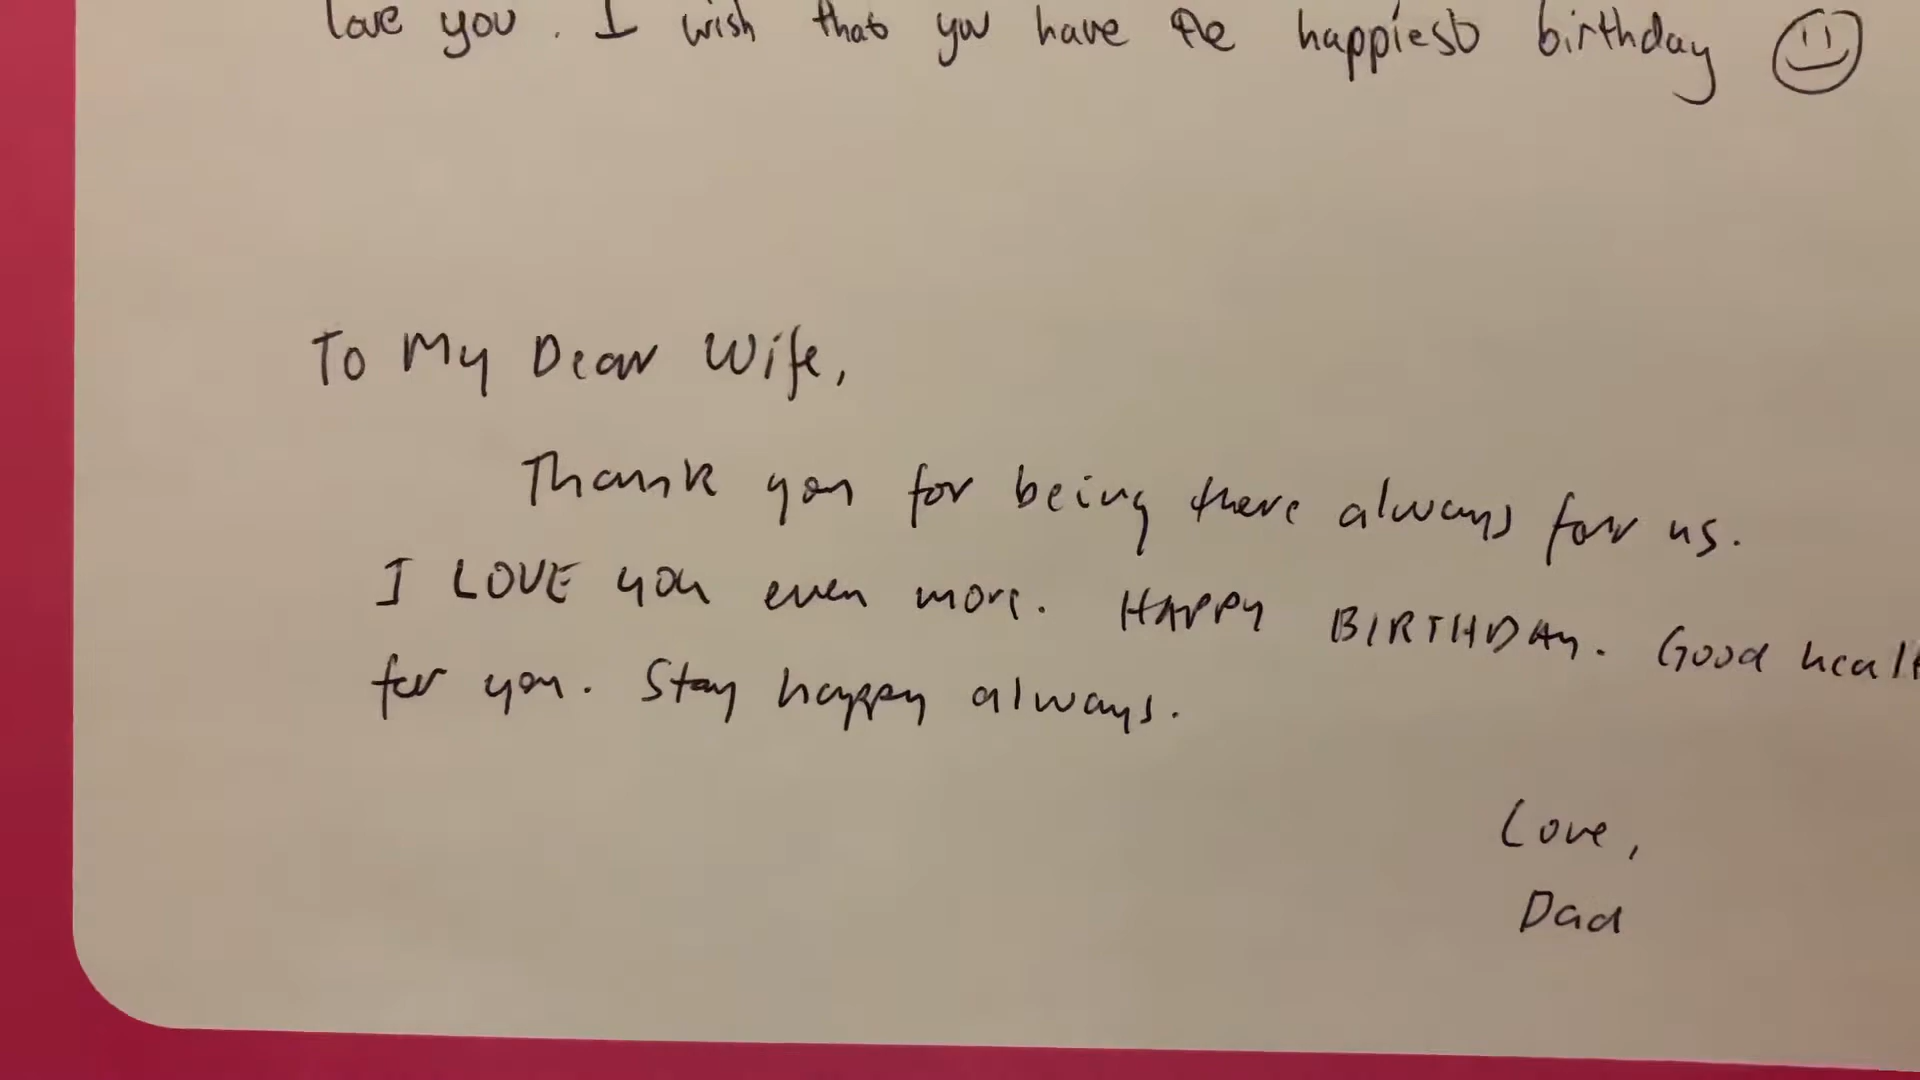 love you. I wish that you have the happiest birthday
To My Dear Wife,
Thank you for being there always for us.
I LOVE you even more. HAPPY BIRTHDAY. Good healt
for you. Stay happy always.
Love,
Dad